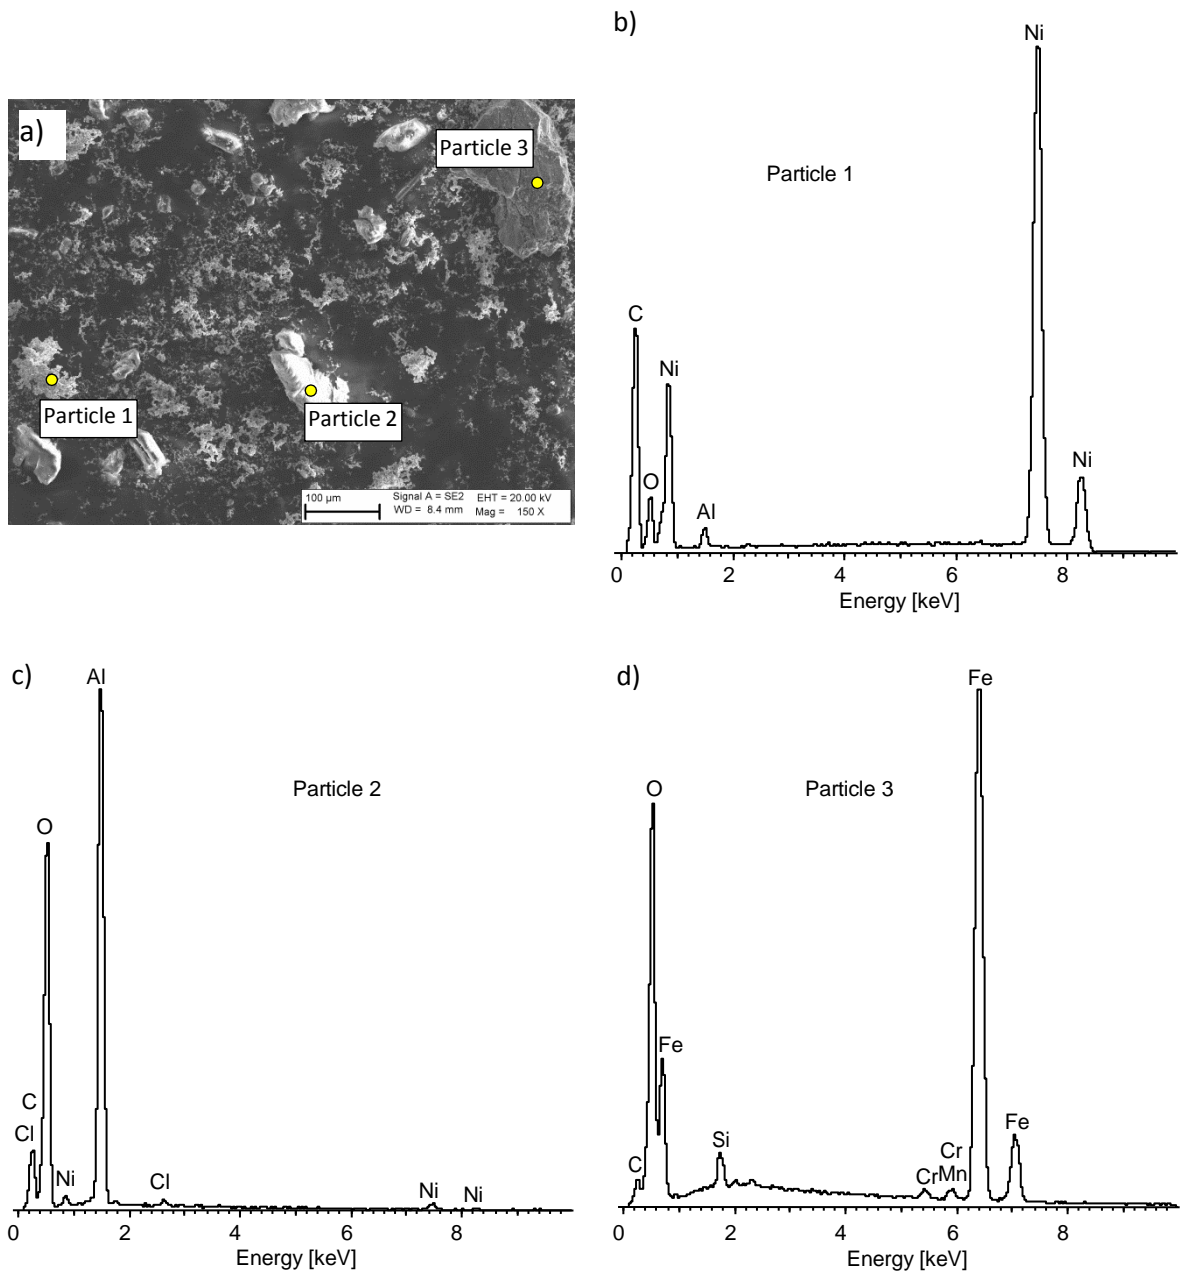 a)
Particle 3
Particle 1
Particle 2
100 µm
Signal A = SE2 EHT = 20.00 kV
WD = 8.4 mm Mag = 150 X
b)
Particle 1
Ni
C
Ni
O
Al
Ni
0 2 4 6 8
Energy [keV]
c)
Particle 2
Al
O
C
Cl
Ni
Cl
Ni Ni
0 2 4 6 8
Energy [keV]
d)
Particle 3
Fe
O
Fe
Si
C
Cr
Cr Mn
Fe
0 2 4 6 8
Energy [keV]